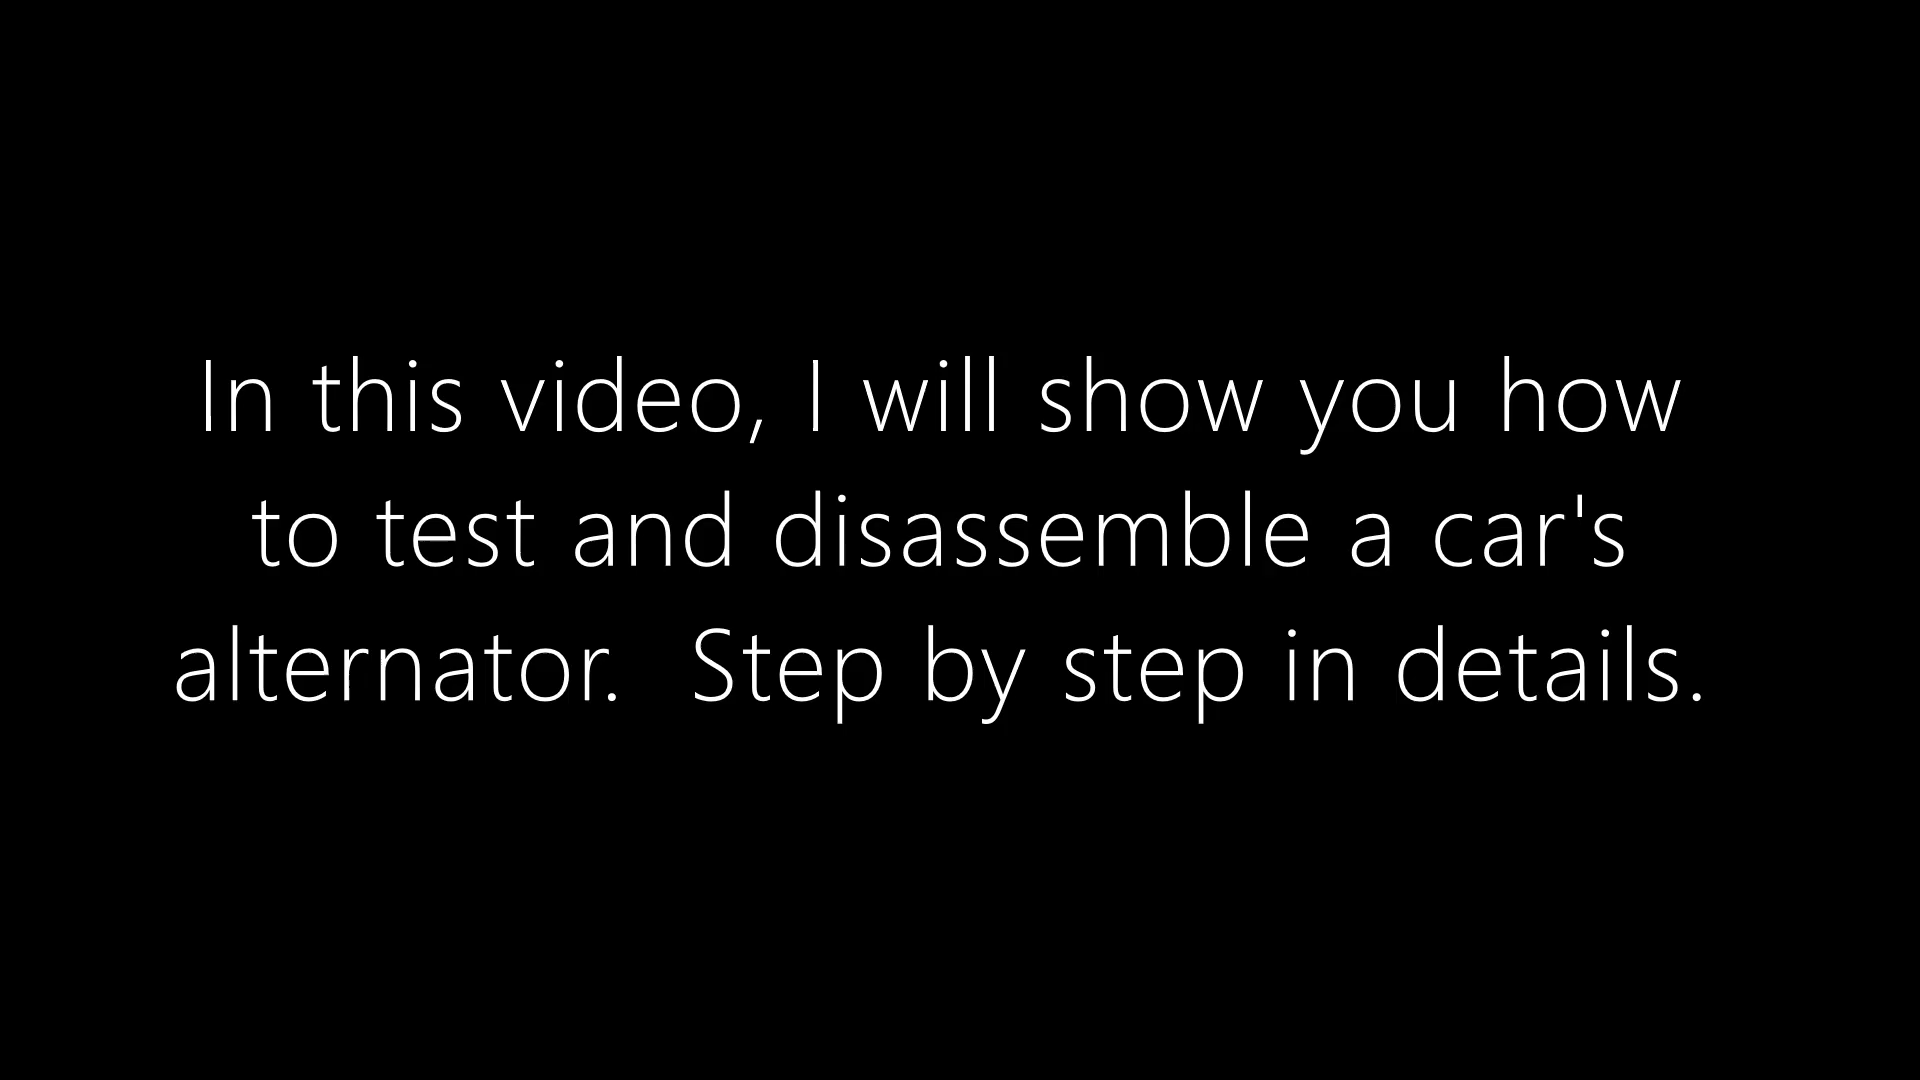 In this video, I will show you how
to test and disassemble a car's
alternator.  Step by step in details.